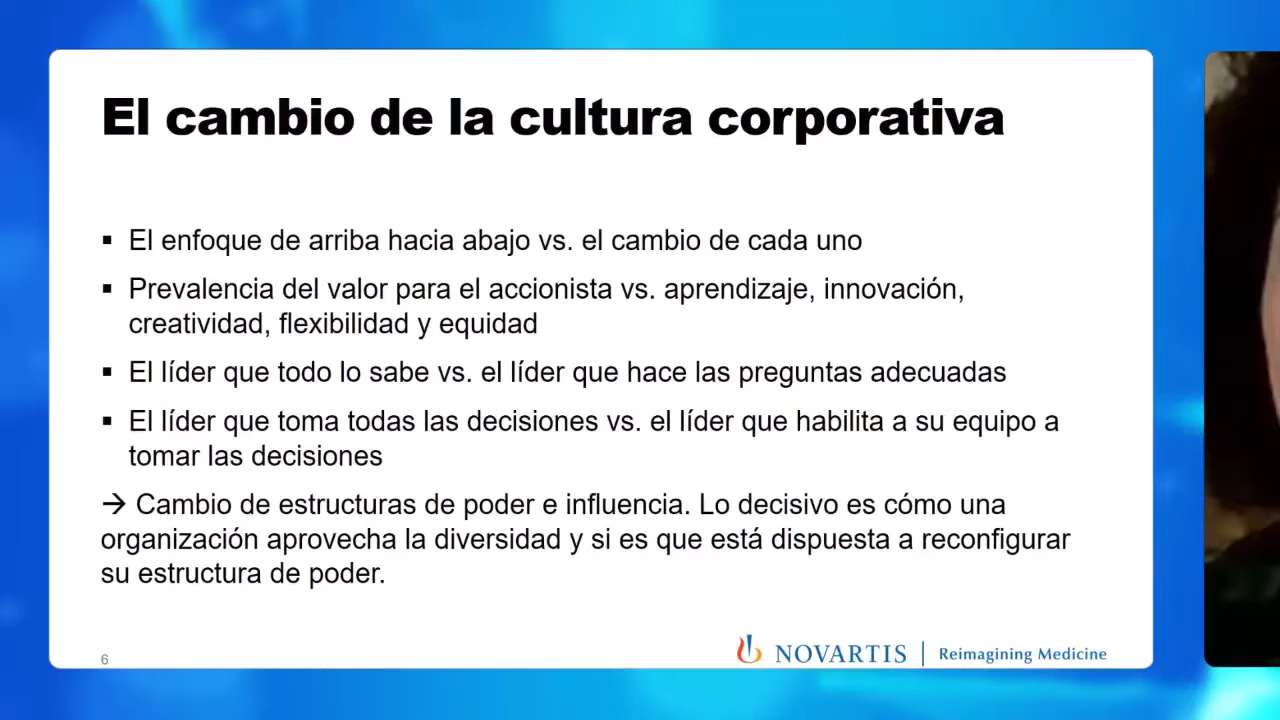 El cambio de la cultura corporativa
▪ El enfoque de arriba hacia abajo vs. el cambio de cada uno
▪ Prevalencia del valor para el accionista vs. aprendizaje, innovación,
creatividad, flexibilidad y equidad
▪ El líder que todo lo sabe vs. el líder que hace las preguntas adecuadas
▪ El líder que toma todas las decisiones vs. el líder que habilita a su equipo a
tomar las decisiones
→ Cambio de estructuras de poder e influencia. Lo decisivo es cómo una
organización aprovecha la diversidad y si es que está dispuesta a reconfigurar
su estructura de poder.
6
NOVARTIS | Reimagining Medicine